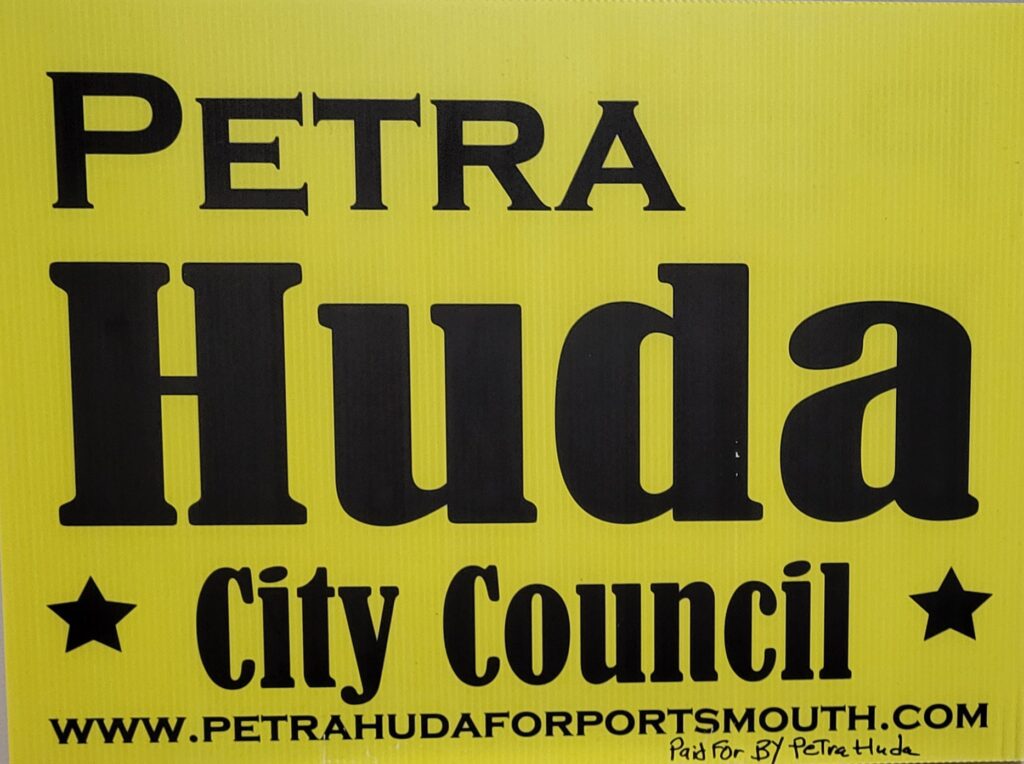 PETRA
Huda
City Council
WWW.PETRAHUDAFORPORTSMOUTH.COM
Paid For BY Petra Huda